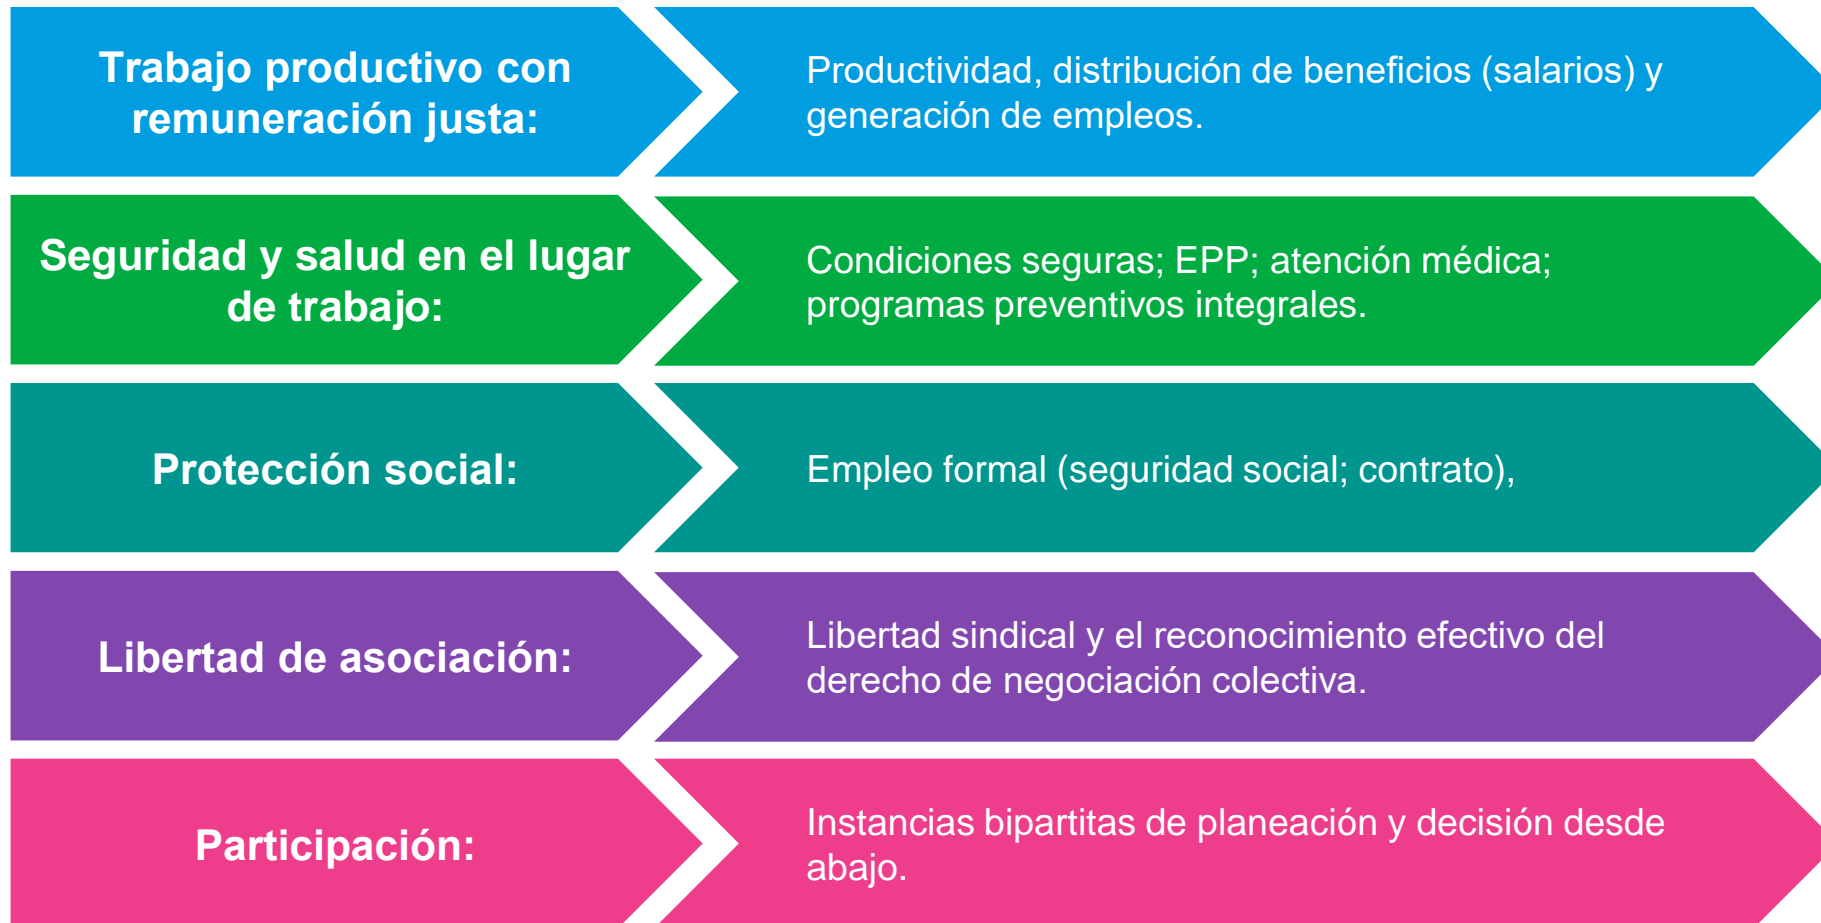 Trabajo productivo con
remuneración justa:
Productividad, distribución de beneficios (salarios) y
generación de empleos.
Seguridad y salud en el lugar
de trabajo:
Condiciones seguras; EPP; atención médica;
programas preventivos integrales.
Protección social:
Empleo formal (seguridad social; contrato),
Libertad de asociación:
Libertad sindical y el reconocimiento efectivo del
derecho de negociación colectiva.
Participación:
Instancias bipartitas de planeación y decisión desde
abajo.